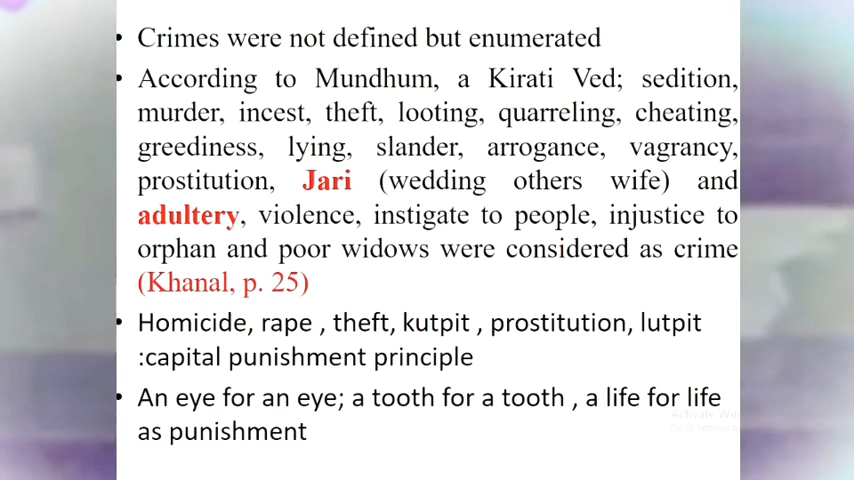 • Crimes were not defined but enumerated
• According to Mundhum, a Kirati Ved; sedition,
murder, incest, theft, looting, quarreling, cheating,
greediness, lying, slander, arrogance, vagrancy,
prostitution, Jari (wedding others wife) and
adultery, violence, instigate to people, injustice to
orphan and poor widows were considered as crime
(Khanal, p. 25)
• Homicide, rape , theft, kutpit , prostitution, lutpit
:capital punishment principle
• An eye for an eye; a tooth for a tooth , a life for life
as punishment
Activate